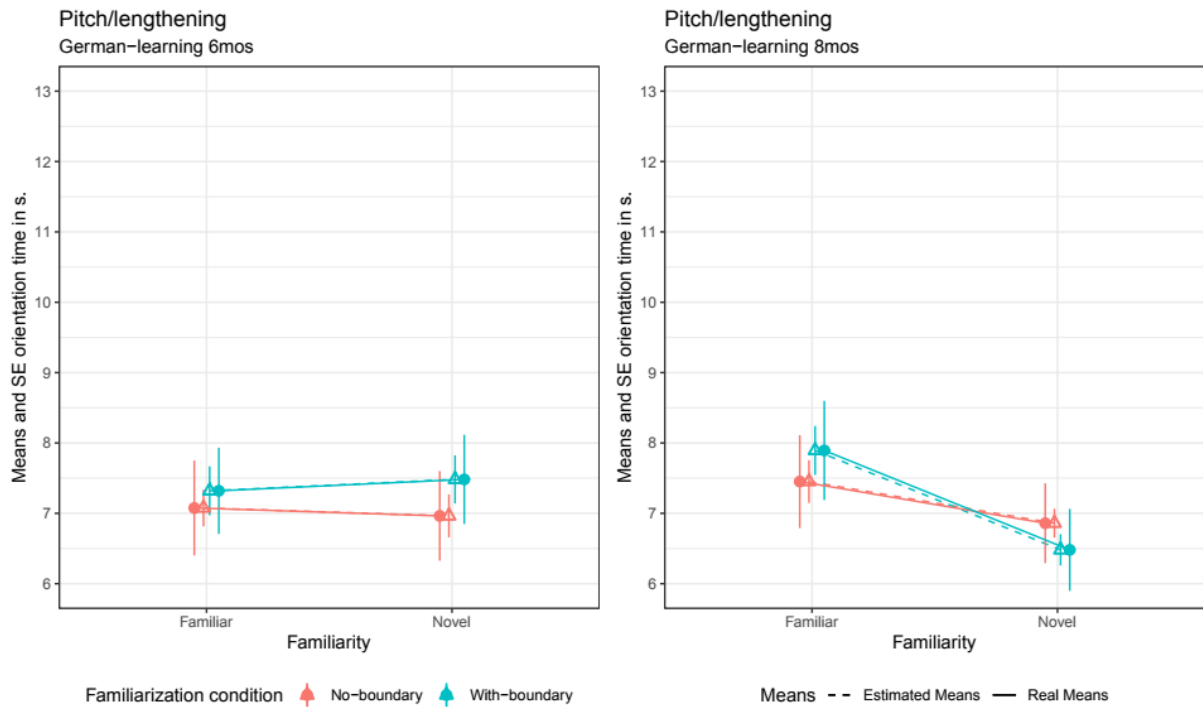 Pitch/lengthening
German−learning 6mos
Means and SE orientation time in s.
13
12
11
10
9
8
7
6
Familiar
Novel
Familiarity
Pitch/lengthening
German−learning 8mos
Means and SE orientation time in s.
13
12
11
10
9
8
7
6
Familiar
Novel
Familiarity
Familiarization condition No−boundary With−boundary
Means Estimated Means Real Means